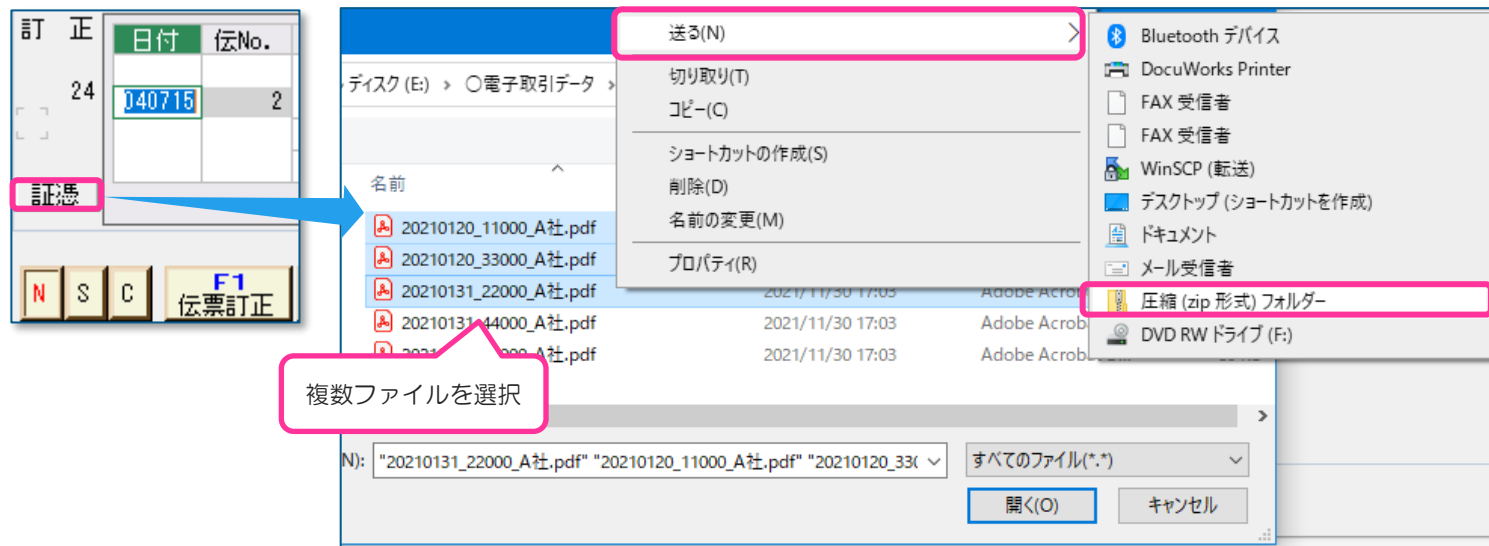 訂 正
日付 伝No.
24
040715 2
証憑
N S C
F1
伝票訂正
ディスク (E:) > 〇電子取引データ >
名前
20210120_11000_A社.pdf
20210120_33000_A社.pdf
20210131_22000_A社.pdf 2021/11/30 17:03 Adobe Acrob
20210131_44000_A社.pdf 2021/11/30 17:03 Adobe Acrob
A社.pdf 2021/11/30 17:03 Adobe Acrob
複数ファイルを選択
N): "20210131_22000_A社.pdf" "20210120_11000_A社.pdf" "20210120_330
すべてのファイル(*.*)
開く(O) キャンセル
送る(N)
切り取り(T)
コピー(C)
ショートカットの作成(S)
削除(D)
名前の変更(M)
プロパティ(R)
Bluetooth デバイス
DocuWorks Printer
FAX 受信者
FAX 受信者
WinSCP (転送)
デスクトップ (ショートカットを作成)
ドキュメント
メール受信者
圧縮 (zip 形式) フォルダー
DVD RW ドライブ (F:)